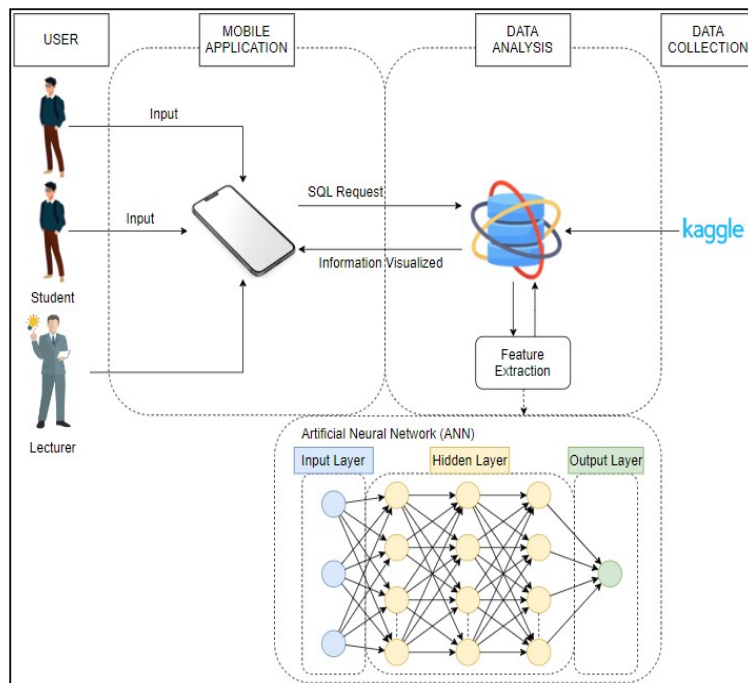 USER
MOBILE
APPLICATION
DATA
ANALYSIS
DATA
COLLECTION
Input
SQL Request
Input
kaggle
Information Visualized
Student
Feature
Extraction
Lecturer
Artificial Neural Network (ANN)
Input Layer
Hidden Layer
Output Layer